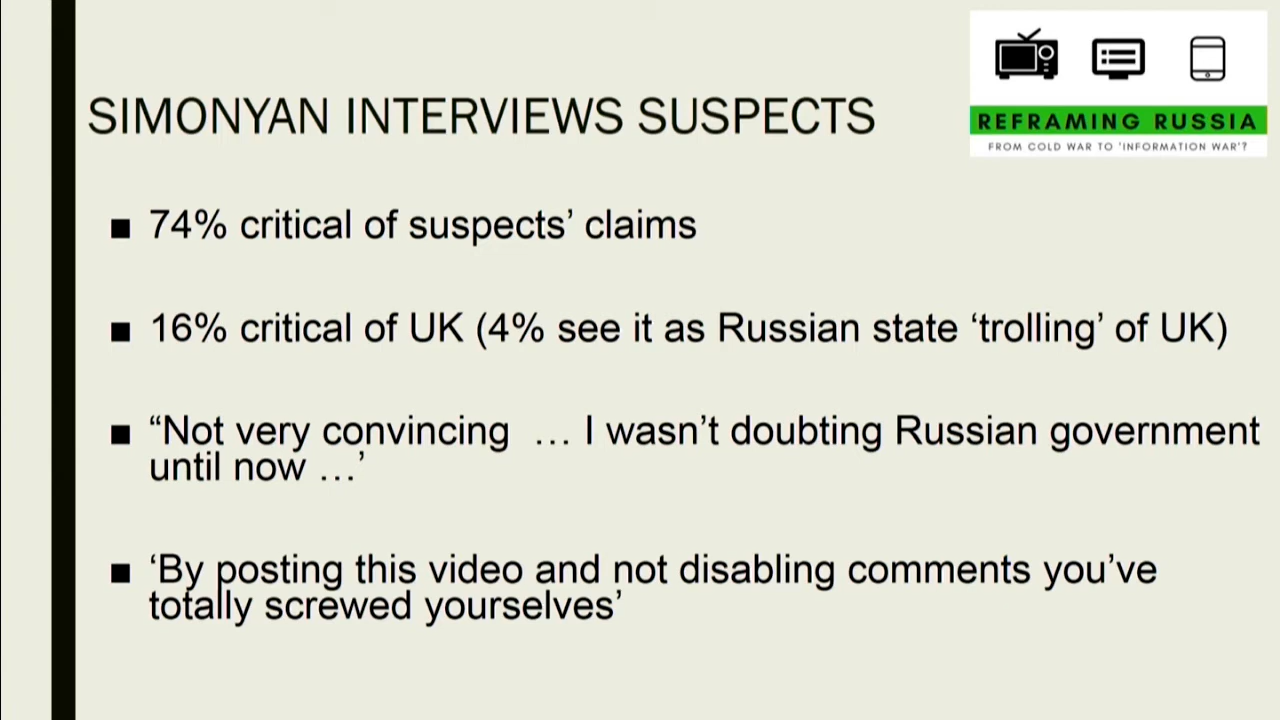 SIMONYAN INTERVIEWS SUSPECTS
REFRAMING RUSSIA
FROM COLD WAR TO 'INFORMATION WAR'?
■ 74% critical of suspects’ claims
■ 16% critical of UK (4% see it as Russian state ‘trolling’ of UK)
■ “Not very convincing … I wasn’t doubting Russian government
until now …’
■ ‘By posting this video and not disabling comments you’ve
totally screwed yourselves’